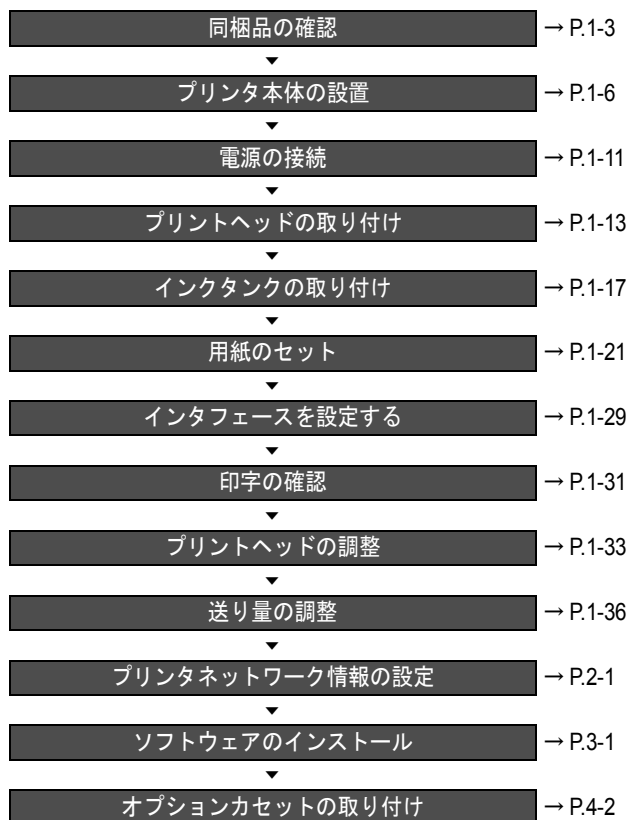 同梱品の確認 → P.1-3
プリンタ本体の設置 → P.1-6
電源の接続 → P.1-11
プリントヘッドの取り付け → P.1-13
インクタンクの取り付け → P.1-17
用紙のセット → P.1-21
インタフェースを設定する → P.1-29
印字の確認 → P.1-31
プリントヘッドの調整 → P.1-33
送り量の調整 → P.1-36
プリンタネットワーク情報の設定 → P.2-1
ソフトウェアのインストール → P.3-1
オプションカセットの取り付け → P.4-2